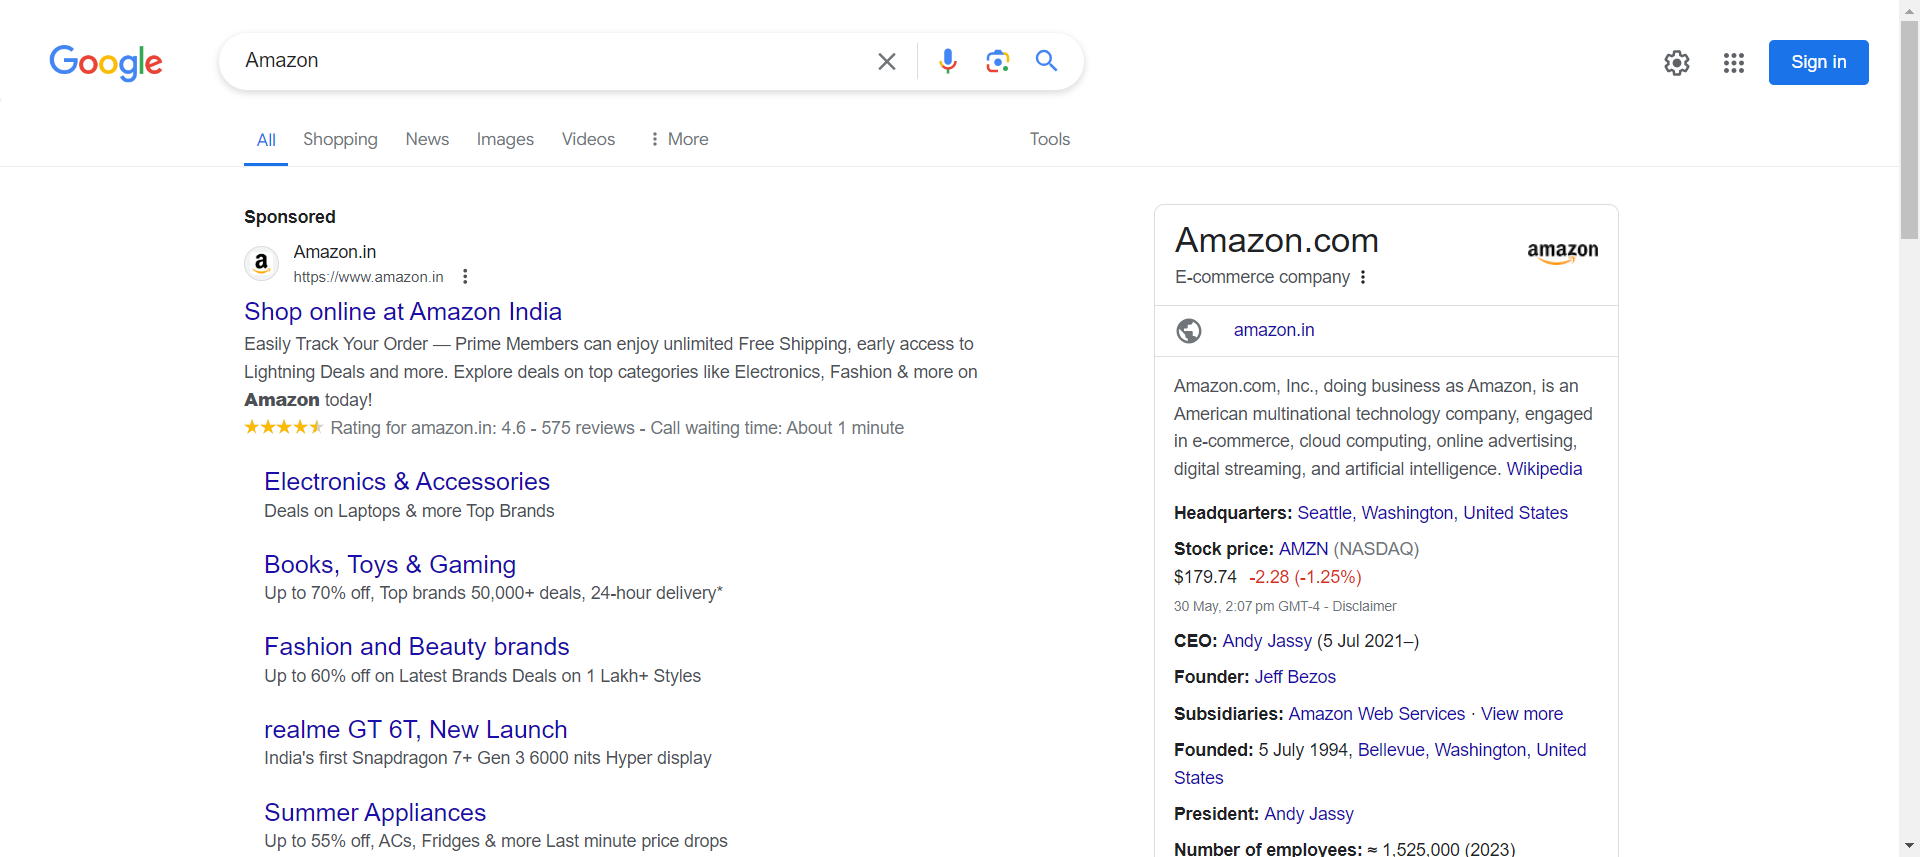 Google
Amazon
Sign in
All
Shopping
News
Images
Videos
More
Tools
Sponsored
a
Amazon.in
https://www.amazon.in
Shop online at Amazon India
Easily Track Your Order — Prime Members can enjoy unlimited Free Shipping, early access to
Lightning Deals and more. Explore deals on top categories like Electronics, Fashion & more on
Amazon today!
Rating for amazon.in: 4.6 - 575 reviews - Call waiting time: About 1 minute
Electronics & Accessories
Deals on Laptops & more Top Brands
Books, Toys & Gaming
Up to 70% off, Top brands 50,000+ deals, 24-hour delivery*
Fashion and Beauty brands
Up to 60% off on Latest Brands Deals on 1 Lakh+ Styles
realme GT 6T, New Launch
India's first Snapdragon 7+ Gen 3 6000 nits Hyper display
Summer Appliances
Up to 55% off, ACs, Fridges & more Last minute price drops
Amazon.com
amazon
E-commerce company
amazon.in
Amazon.com, Inc., doing business as Amazon, is an
American multinational technology company, engaged
in e-commerce, cloud computing, online advertising,
digital streaming, and artificial intelligence. Wikipedia
Headquarters: Seattle, Washington, United States
Stock price: AMZN (NASDAQ)
$179.74 -2.28 (-1.25%)
30 May, 2:07 pm GMT-4 - Disclaimer
CEO: Andy Jassy (5 Jul 2021–)
Founder: Jeff Bezos
Subsidiaries: Amazon Web Services · View more
Founded: 5 July 1994, Bellevue, Washington, United
States
President: Andy Jassy
Number of employees: ≈ 1,525,000 (2023)